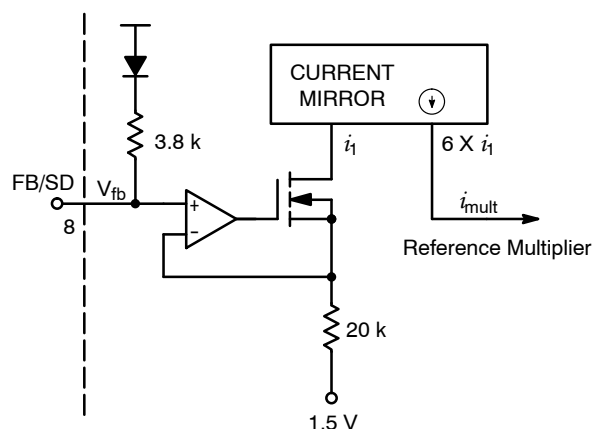 CURRENT
MIRROR
3.8 k
i1
6 X i1
FB/SD
Vfb
8
+
−
imult
Reference Multiplier
20 k
1.5 V